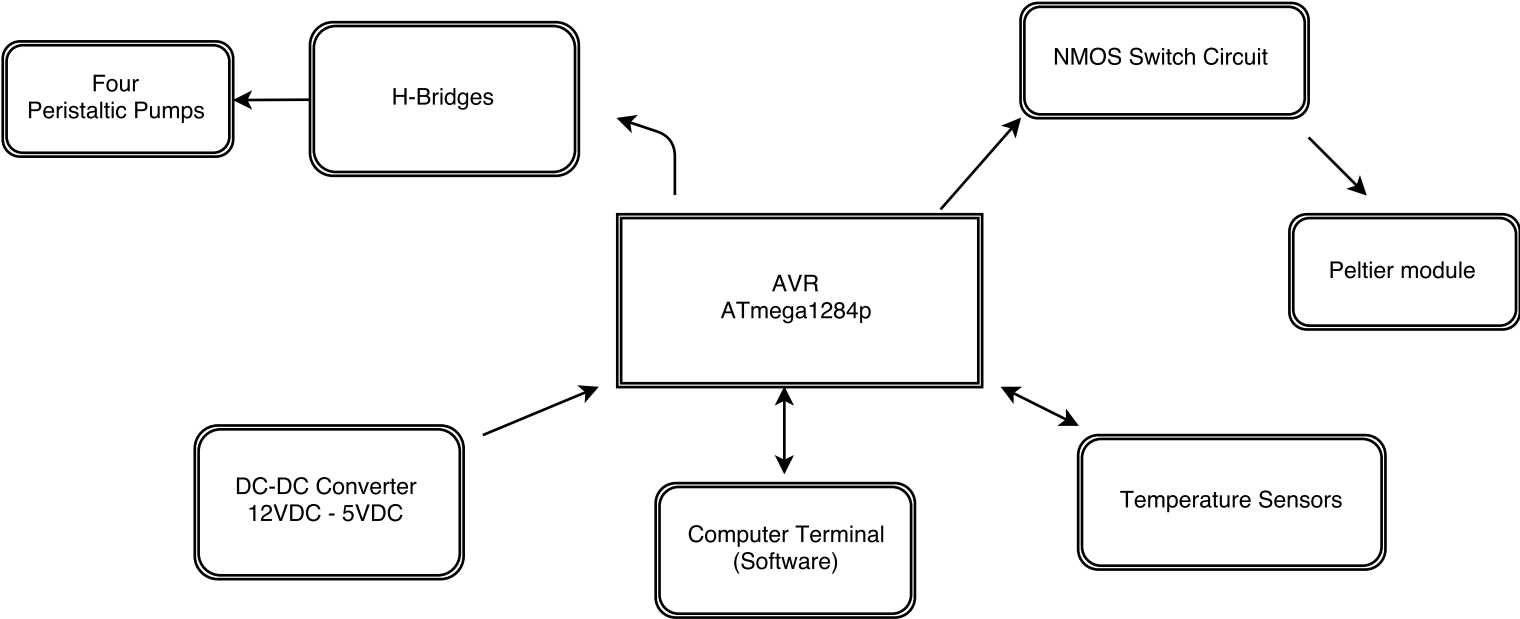 Four
Peristaltic Pumps
H-Bridges
NMOS Switch Circuit
AVR
ATmega1284p
Peltier module
DC-DC Converter
12VDC - 5VDC
Computer Terminal
(Software)
Temperature Sensors